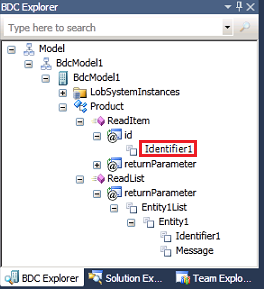 BDC Explorer
<Type here to search>
Model
BdcModel1
BdcModel1
LobSystemInstances
Product
ReadItem
id
Identifier1
returnParameter
ReadList
returnParameter
Entity1List
Entity1
Identifier1
Message
BDC Explorer
Solution Ex...
Team Explo...